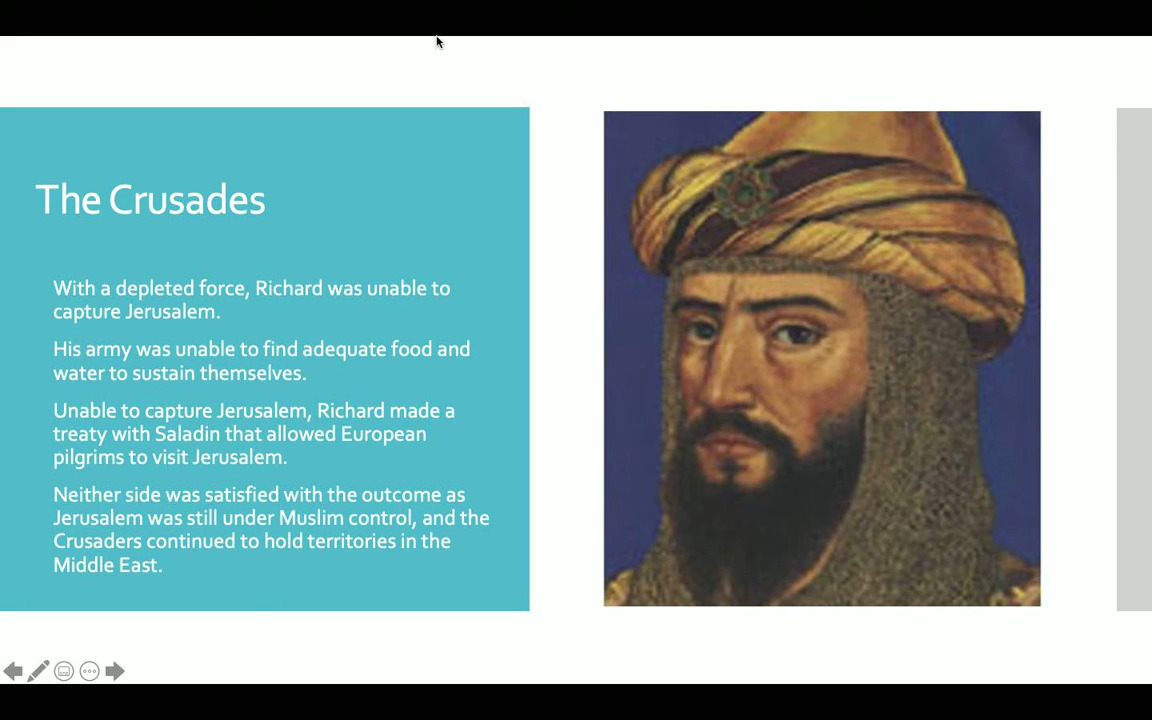 The Crusades
With a depleted force, Richard was unable to
capture Jerusalem.
His army was unable to find adequate food and
water to sustain themselves.
Unable to capture Jerusalem, Richard made a
treaty with Saladin that allowed European
pilgrims to visit Jerusalem.
Neither side was satisfied with the outcome as
Jerusalem was still under Muslim control, and the
Crusaders continued to hold territories in the
Middle East.